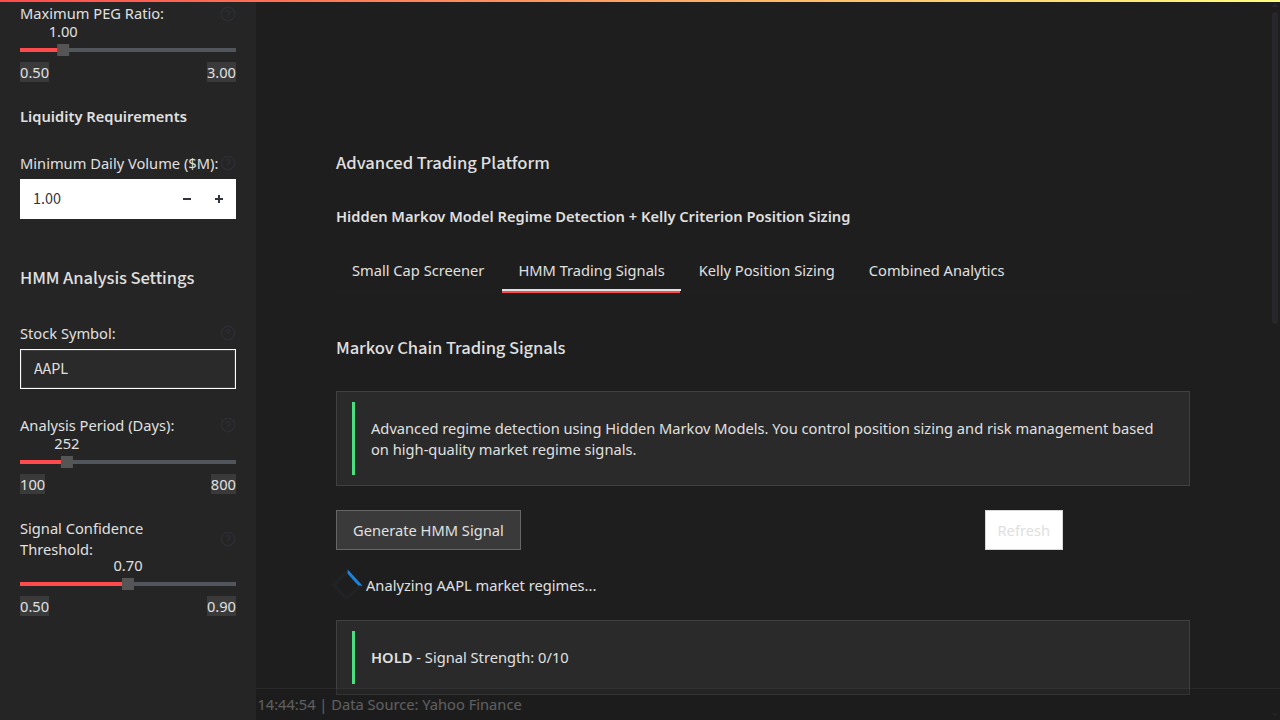 Maximum PEG Ratio:
1.00
0.50 3.00
Liquidity Requirements
Minimum Daily Volume ($M):
1.00 − +
HMM Analysis Settings
Stock Symbol:
AAPL
Analysis Period (Days):
252
100 800
Signal Confidence
Threshold:
0.70
0.50 0.90
Advanced Trading Platform
Hidden Markov Model Regime Detection + Kelly Criterion Position Sizing
Small Cap Screener HMM Trading Signals Kelly Position Sizing Combined Analytics
Markov Chain Trading Signals
Advanced regime detection using Hidden Markov Models. You control position sizing and risk management based
on high-quality market regime signals.
Generate HMM Signal Refresh
Analyzing AAPL market regimes...
HOLD - Signal Strength: 0/10
14:44:54 | Data Source: Yahoo Finance